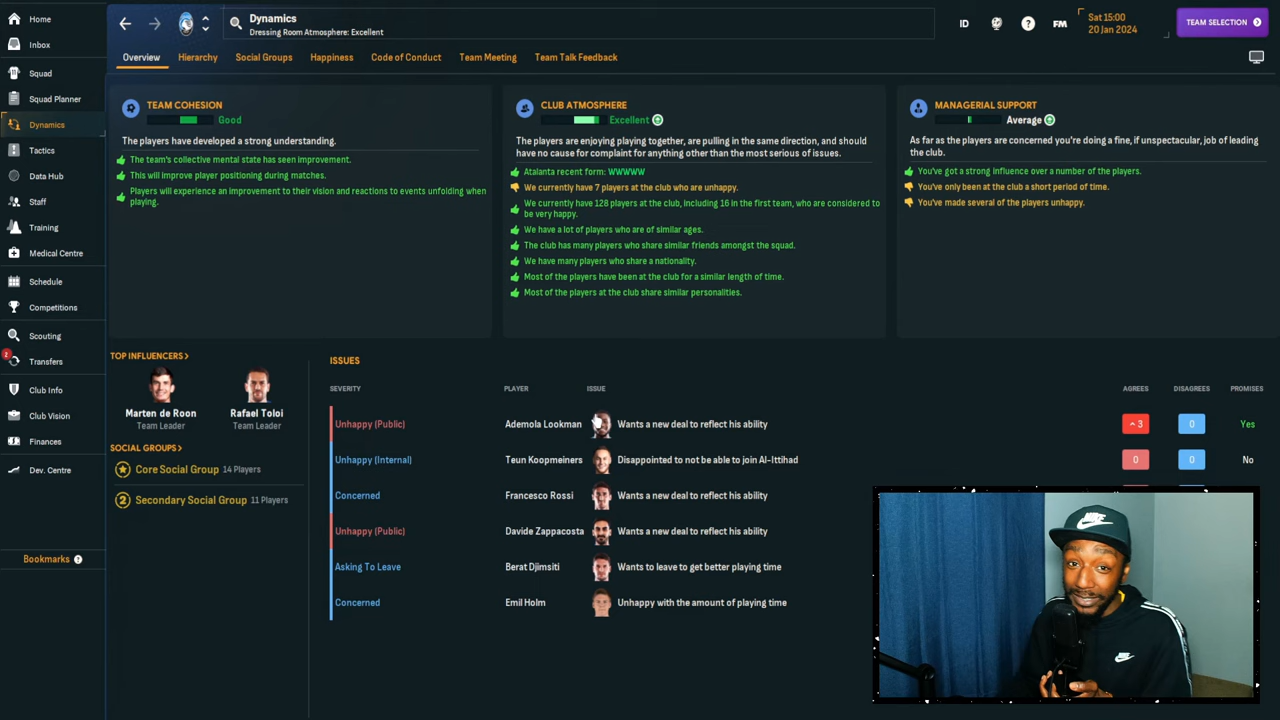 Home
Inbox
Squad
Squad Planner
Dynamics
Tactics
Data Hub
Staff
Training
Medical Centre
Schedule
Competitions
Scouting
2
Transfers
Club Info
Club Vision
Finances
Dev. Centre
Bookmarks ?
Dynamics
Dressing Room Atmosphere: Excellent
ID
?
FM
Sat 15:00
20 Jan 2024
TEAM SELECTION
Overview
Hierarchy
Social Groups
Happiness
Code of Conduct
Team Meeting
Team Talk Feedback
TEAM COHESION
Good
The players have developed a strong understanding.
The team's collective mental state has seen improvement.
This will improve player positioning during matches.
Players will experience an improvement to their vision and reactions to events unfolding when
playing.
CLUB ATMOSPHERE
Excellent
The players are enjoying playing together, are pulling in the same direction, and should
have no cause for complaint for anything other than the most serious of issues.
Atalanta recent form: WWWWW
We currently have 7 players at the club who are unhappy.
We currently have 128 players at the club, including 16 in the first team, who are considered to
be very happy.
We have a lot of players who are of similar ages.
The club has many players who share similar friends amongst the squad.
We have many players who share a nationality.
Most of the players have been at the club for a similar length of time.
Most of the players at the club share similar personalities.
MANAGERIAL SUPPORT
Average
As far as the players are concerned you're doing a fine, if unspectacular, job of leading
the club.
You've got a strong influence over a number of the players.
You've only been at the club a short period of time.
You've made several of the players unhappy.
TOP INFLUENCERS >
Marten de Roon
Team Leader
Rafael Toloi
Team Leader
SOCIAL GROUPS >
Core Social Group 14 Players
2 Secondary Social Group 11 Players
ISSUES
SEVERITY PLAYER ISSUE AGREES DISAGREES PROMISES
Unhappy (Public) Ademola Lookman Wants a new deal to reflect his ability 3 0 Yes
Unhappy (Internal) Teun Koopmeiners Disappointed to not be able to join Al-Ittihad 0 0 No
Concerned Francesco Rossi Wants a new deal to reflect his ability
Unhappy (Public) Davide Zappacosta Wants a new deal to reflect his ability
Asking To Leave Berat Djimsiti Wants to leave to get better playing time
Concerned Emil Holm Unhappy with the amount of playing time